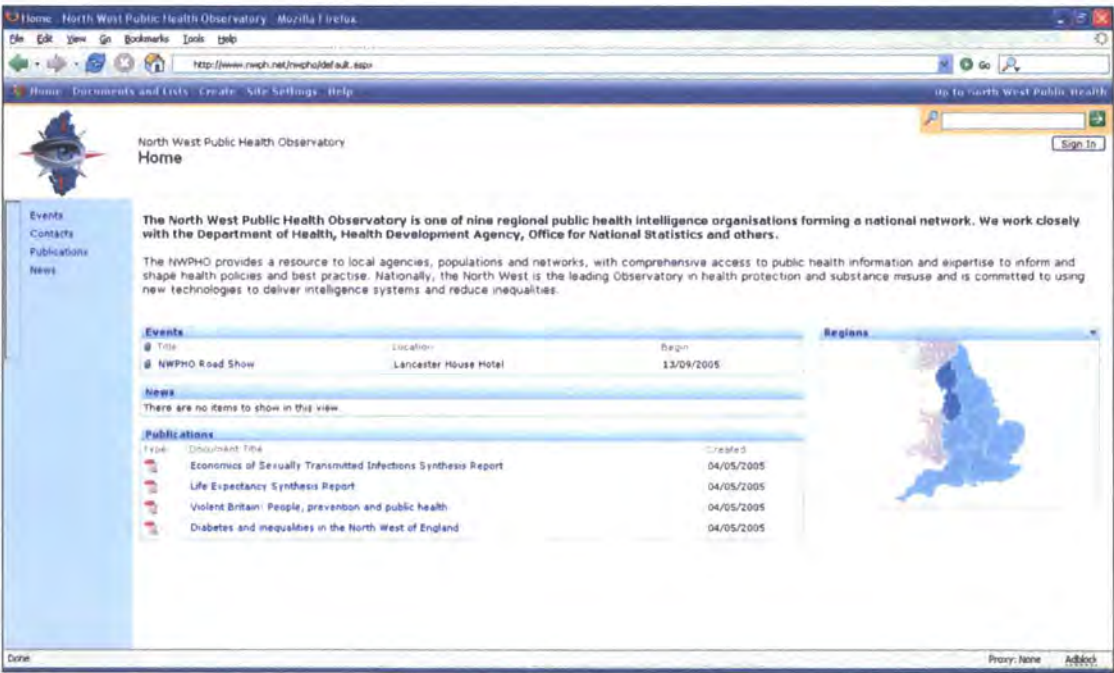 Home - North West Public Health Observatory - Mozilla Firefox
File Edit View Go Bookmarks Tools Help
http://www.nwph.net/nwpho/default.aspx Go
Home Documents and Lists Create Site Settings Help Up to North West Public Health
North West Public Health Observatory
Home
Sign In
Events
Contacts
Publications
News
The North West Public Health Observatory is one of nine regional public health intelligence organisations forming a national network. We work closely
with the Department of Health, Health Development Agency, Office for National Statistics and others.
The NWPHO provides a resource to local agencies, populations and networks, with comprehensive access to public health information and expertise to inform and
shape health policies and best practise. Nationally, the North West is the leading Observatory in health protection and substance misuse and is committed to using
new technologies to deliver intelligence systems and reduce inequalities.
Events
Title Location Begin
NWPHO Road Show Lancaster House Hotel 13/09/2005
News
There are no items to show in this view.
Publications
Type Document Title Created
Economics of Sexually Transmitted Infections Synthesis Report 04/05/2005
Life Expectancy Synthesis Report 04/05/2005
Violent Britain: People, prevention and public health 04/05/2005
Diabetes and inequalities in the North West of England 04/05/2005
Regions
Done Proxy: None Adblock